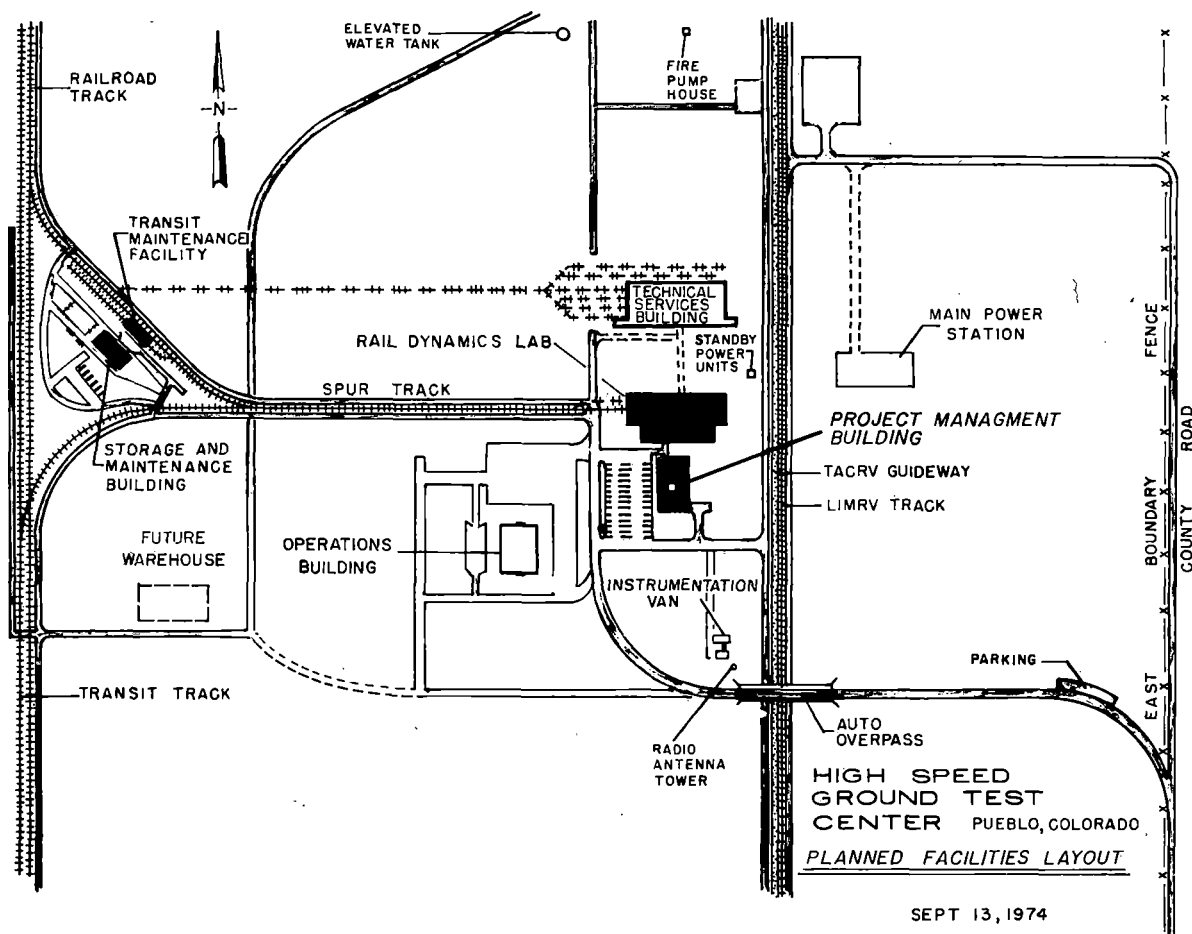 ELEVATED
WATER TANK
RAILROAD
TRACK
FIRE
PUMP
HOUSE
N
TRANSIT
MAINTENANCE
FACILITY
TECHNICAL
SERVICES
BUILDING
MAIN POWER
STATION
RAIL DYNAMICS LAB
STANDBY
POWER
UNITS
SPUR TRACK
PROJECT MANAGMENT
BUILDING
STORAGE AND
MAINTENANCE
BUILDING
TACRV GUIDEWAY
LIMRV TRACK
EAST BOUNDARY FENCE
COUNTY ROAD
FUTURE
WAREHOUSE
OPERATIONS
BUILDING
INSTRUMENTATION
VAN
PARKING
TRANSIT TRACK
RADIO
ANTENNA
TOWER
AUTO
OVERPASS
HIGH SPEED
GROUND TEST
CENTER PUEBLO, COLORADO
PLANNED FACILITIES LAYOUT
SEPT 13, 1974